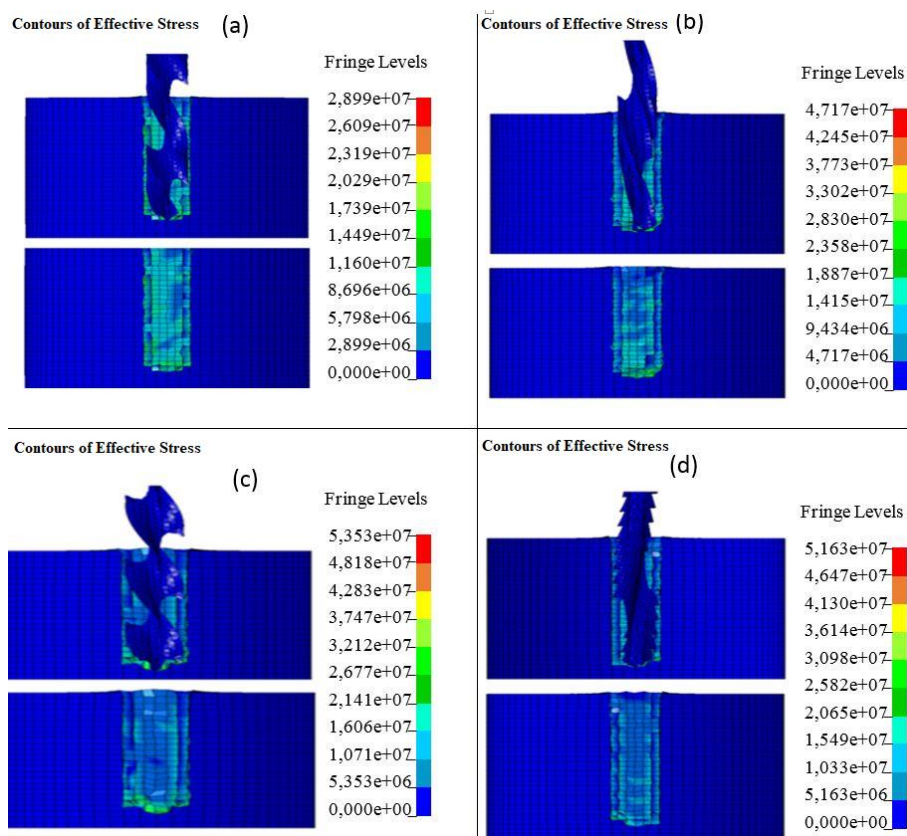 Contours of Effective Stress
(a)
Fringe Levels
2,899e+07
2,609e+07
2,319e+07
2,029e+07
1,739e+07
1,449e+07
1,160e+07
8,696e+06
5,798e+06
2,899e+06
0,000e+00
Contours of Effective Stress
(b)
Fringe Levels
4,717e+07
4,245e+07
3,773e+07
3,302e+07
2,830e+07
2,358e+07
1,887e+07
1,415e+07
9,434e+06
4,717e+06
0,000e+00
Contours of Effective Stress
(c)
Fringe Levels
5,353e+07
4,818e+07
4,283e+07
3,747e+07
3,212e+07
2,677e+07
2,141e+07
1,606e+07
1,071e+07
5,353e+06
0,000e+00
Contours of Effective Stress
(d)
Fringe Levels
5,163e+07
4,647e+07
4,130e+07
3,614e+07
3,098e+07
2,582e+07
2,065e+07
1,549e+07
1,033e+07
5,163e+06
0,000e+00